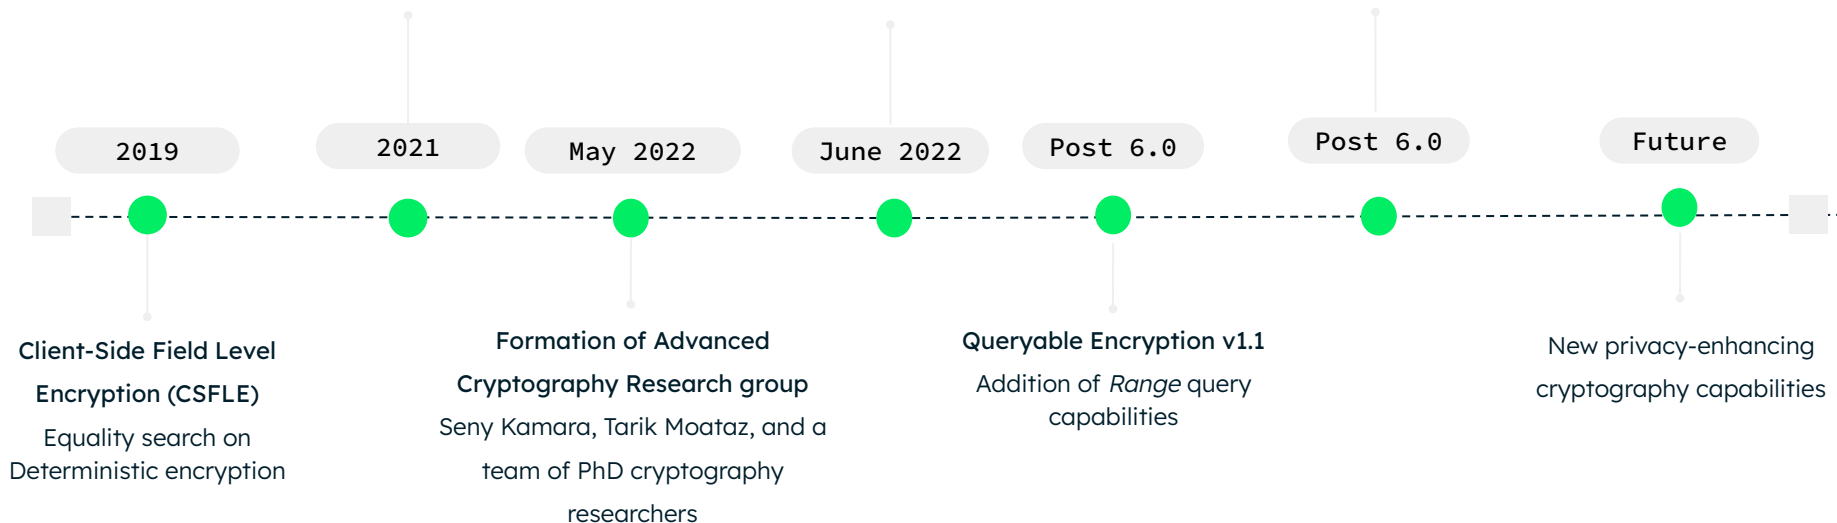 2019
2021
May 2022
June 2022
Post 6.0
Post 6.0
Future
Client-Side Field Level
Encryption (CSFLE)
Equality search on
Deterministic encryption
Formation of Advanced
Cryptography Research group
Seny Kamara, Tarik Moataz, and a
team of PhD cryptography
researchers
Queryable Encryption v1.1
Addition of Range query
capabilities
New privacy-enhancing
cryptography capabilities